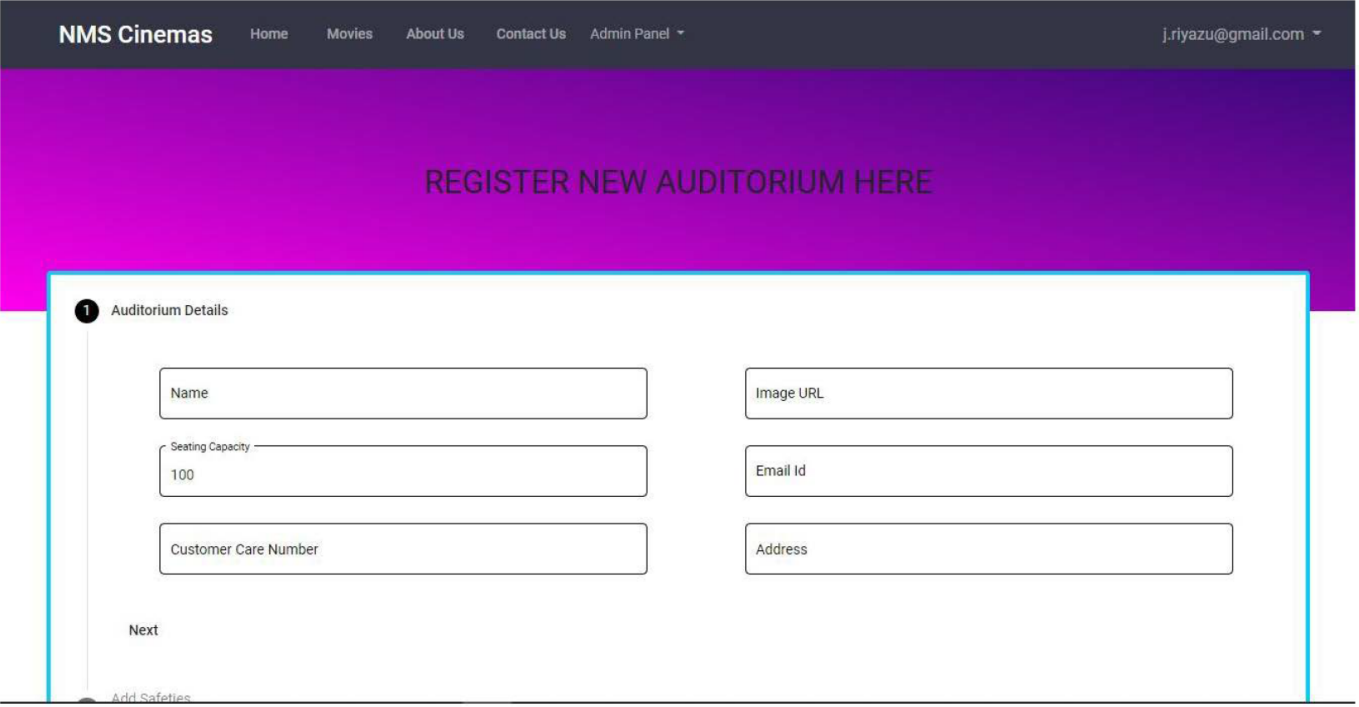 NMS Cinemas Home Movies About Us Contact Us Admin Panel j.riyazu@gmail.com
REGISTER NEW AUDITORIUM HERE
1 Auditorium Details
Name Image URL
Seating Capacity
100 Email Id
Customer Care Number Address
Next
Add Safeties